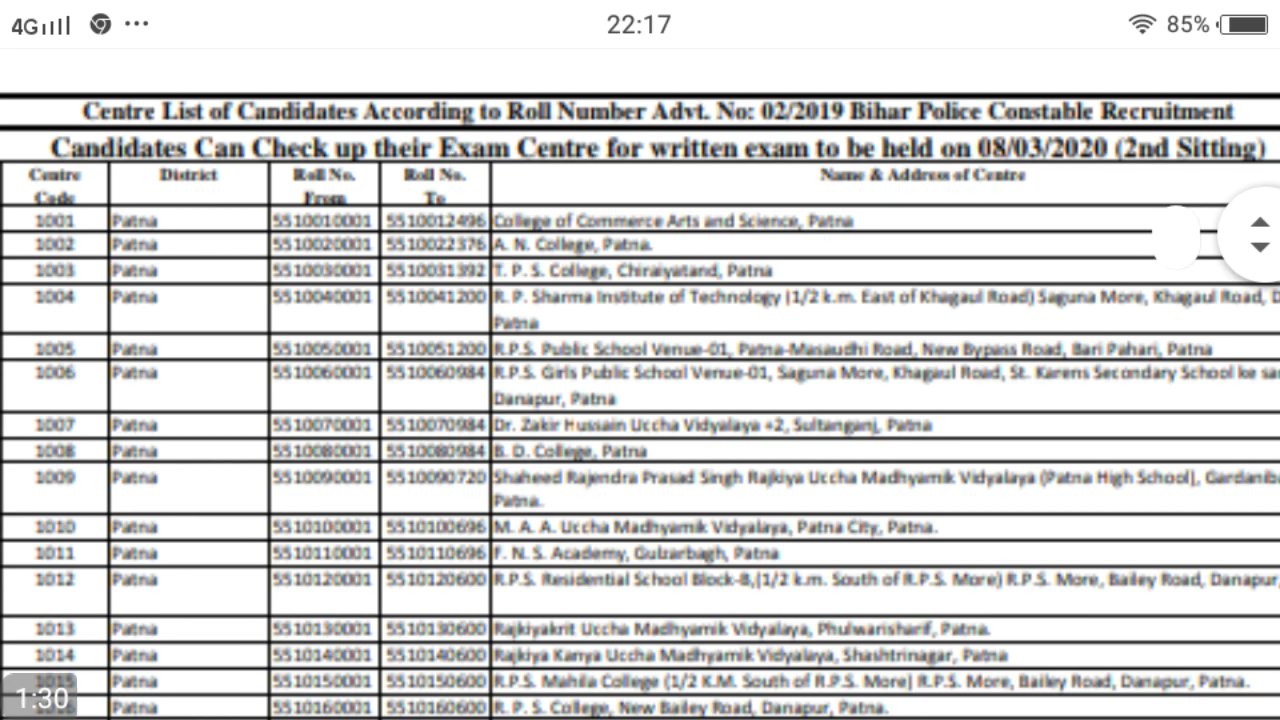 4G 22:17 85%
Centre List of Candidates According to Roll Number Advt. No: 02/2019 Bihar Police Constable Recruitment
Candidates Can Check up their Exam Centre for written exam to be held on 08/03/2020 (2nd Sitting)
Centre Code District Roll No. From Roll No. To Name & Address of Centre
1001 Patna 5510010001 5510012496 College of Commerce Arts and Science, Patna
1002 Patna 5510020001 5510022376 A. N. College, Patna.
1003 Patna 5510030001 5510031392 T. P. S. College, Chiraiyatand, Patna
1004 Patna 5510040001 5510041200 R. P. Sharma Institute of Technology (1/2 k.m. East of Khagaul Road) Saguna More, Khagaul Road,
Patna
1005 Patna 5510050001 5510051200 R.P.S. Public School Venue-01, Patna-Masaudhi Road, New Bypass Road, Bari Pahari, Patna
1006 Patna 5510060001 5510060984 R.P.S. Girls Public School Venue-01, Saguna More, Khagaul Road, St. Karens Secondary School ke
Danapur, Patna
1007 Patna 5510070001 5510070984 Dr. Zakir Hussain Uccha Vidyalaya +2, Sultanganj, Patna
1008 Patna 5510080001 5510080984 B. D. College, Patna
1009 Patna 5510090001 5510090720 Shaheed Rajendra Prasad Singh Rajkiya Uccha Madhyamik Vidyalaya (Patna High School),
Patna.
1010 Patna 5510100001 5510100696 M. A. A. Uccha Madhyamik Vidyalaya, Patna City, Patna.
1011 Patna 5510110001 5510110696 F. N. S. Academy, Gulzarbagh, Patna
1012 Patna 5510120001 5510120600 R.P.S. Residential School Block-B,(1/2 k.m. South of R.P.S. More) R.P.S. More, Bailey Road, Danapur,
1013 Patna 5510130001 5510130600 Rajkiyakrit Uccha Madhyamik Vidyalaya, Phulwarisharif, Patna.
1014 Patna 5510140001 5510140600 Rajkiya Kanya Uccha Madhyamik Vidyalaya, Shashtrinagar, Patna
Patna 5510150001 5510150600 R.P.S. Mahila College (1/2 K.M. South of R.P.S. More) R.P.S. More, Bailey Road, Danapur, Patna.
1:30
Patna 5510160001 5510160600 R. P. S. College, New Bailey Road, Danapur, Patna.